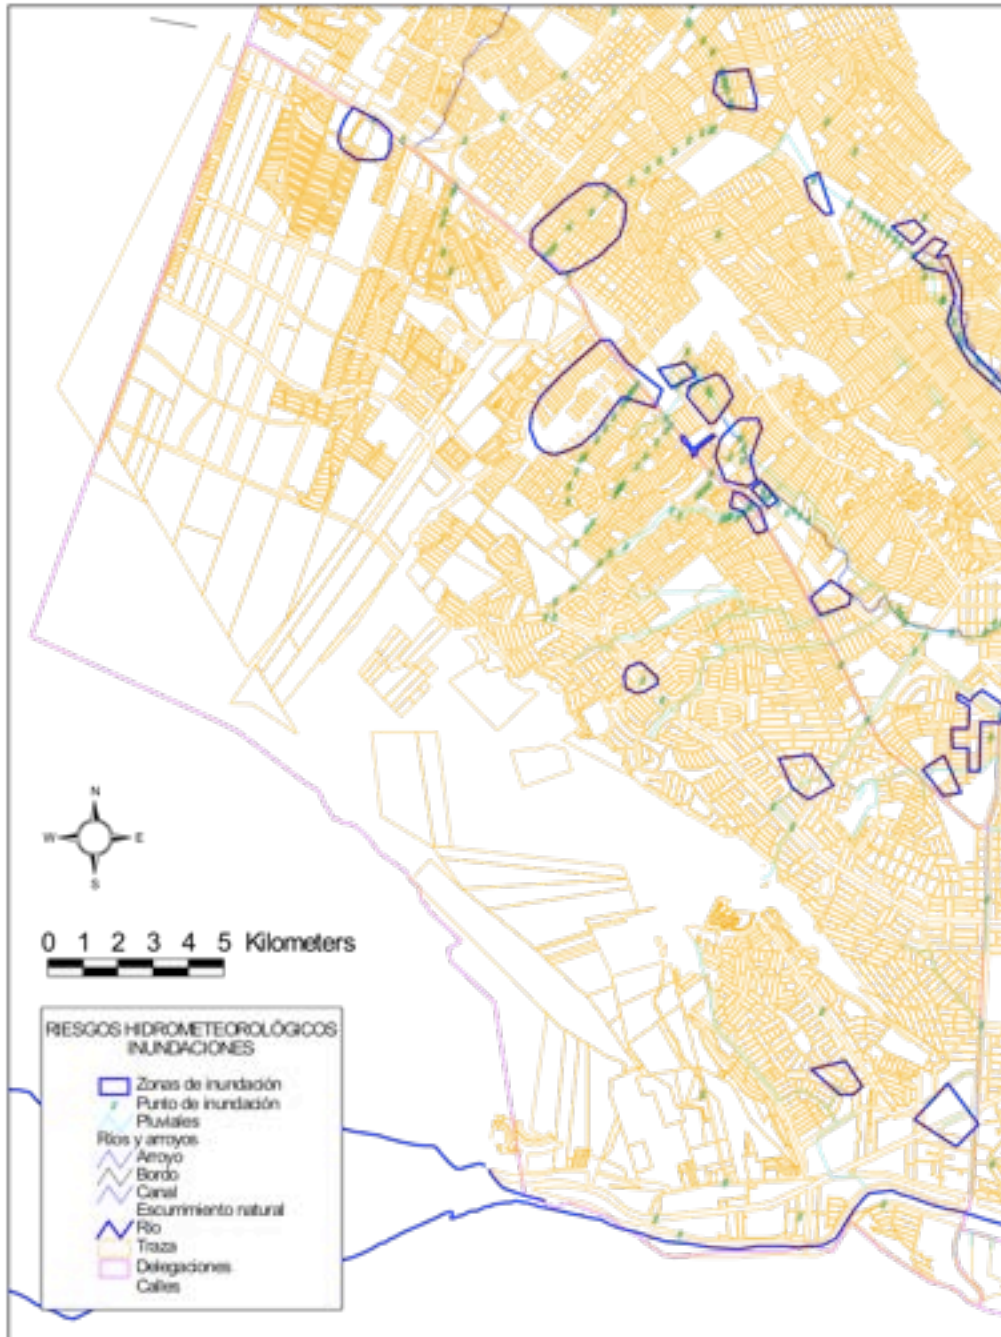 N
W E
S
0 1 2 3 4 5 Kilometers
RIESGOS HIDROMETEOROLÓGICOS
INUNDACIONES
Zonas de inundación
Punto de inundación
Pluviales
Ríos y arroyos
Arroyo
Bordo
Canal
Escurrimiento natural
Río
Traza
Delegaciones
Calles